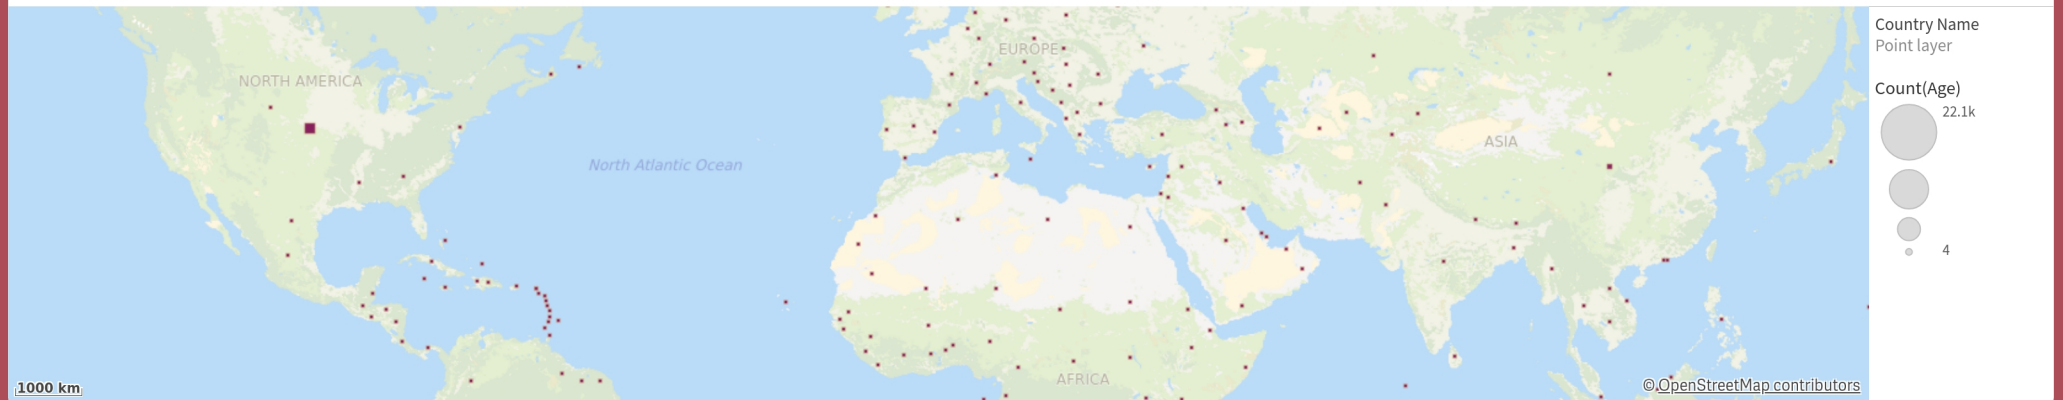 NORTH AMERICA
EUROPE
ASIA
North Atlantic Ocean
AFRICA
1000 km
© OpenStreetMap contributors
Country Name
Point layer
Count(Age)
22.1k
4